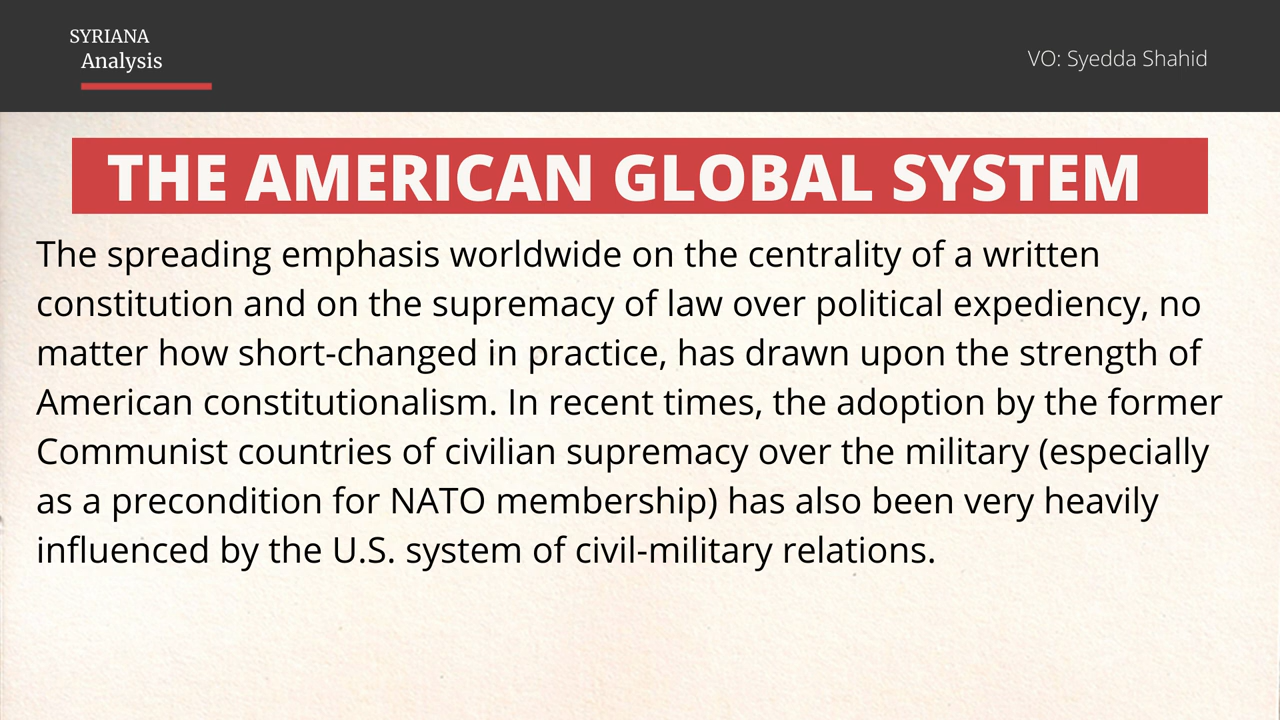 SYRIANA
Analysis
VO: Syedda Shahid
THE AMERICAN GLOBAL SYSTEM
The spreading emphasis worldwide on the centrality of a written
constitution and on the supremacy of law over political expediency, no
matter how short-changed in practice, has drawn upon the strength of
American constitutionalism. In recent times, the adoption by the former
Communist countries of civilian supremacy over the military (especially
as a precondition for NATO membership) has also been very heavily
influenced by the U.S. system of civil-military relations.